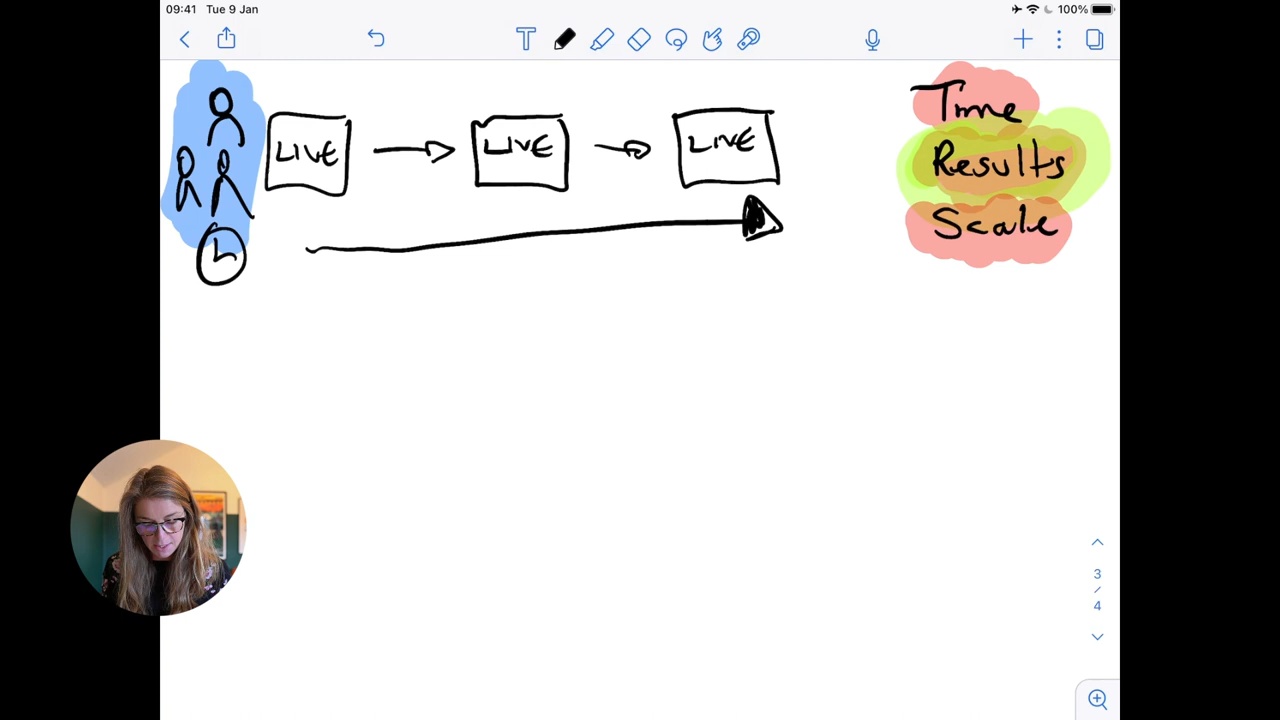 09:41 Tue 9 Jan 100%
T
Time
LIVE LIVE LIVE
Results
Scale
3
/
4